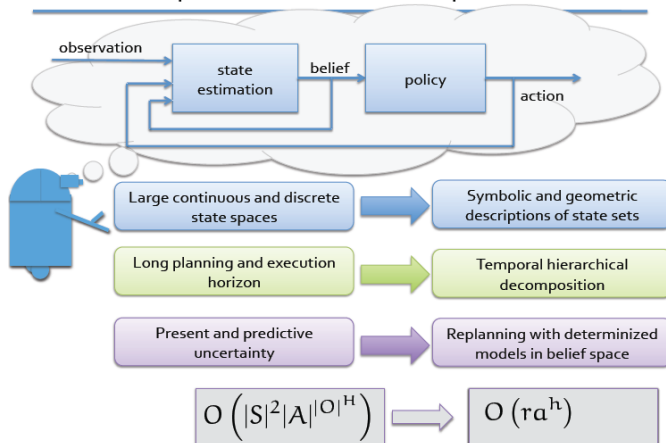 observation
state
estimation
belief
policy
action
Large continuous and discrete
state spaces
Symbolic and geometric
descriptions of state sets
Long planning and execution
horizon
Temporal hierarchical
decomposition
Present and predictive
uncertainty
Replanning with determinized
models in belief space
O (|S|²|A|^|O|^H)
O (ra^h)